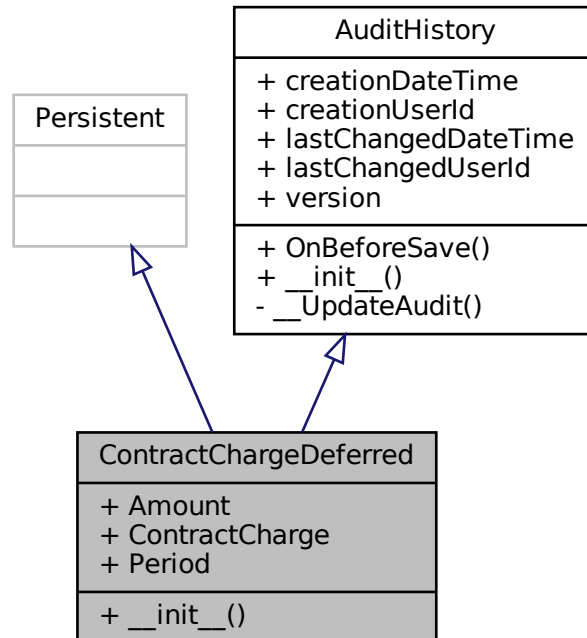 Persistent
AuditHistory
+ creationDateTime
+ creationUserId
+ lastChangedDateTime
+ lastChangedUserId
+ version
+ OnBeforeSave()
+ __init__()
- __UpdateAudit()
ContractChargeDeferred
+ Amount
+ ContractCharge
+ Period
+ __init__()